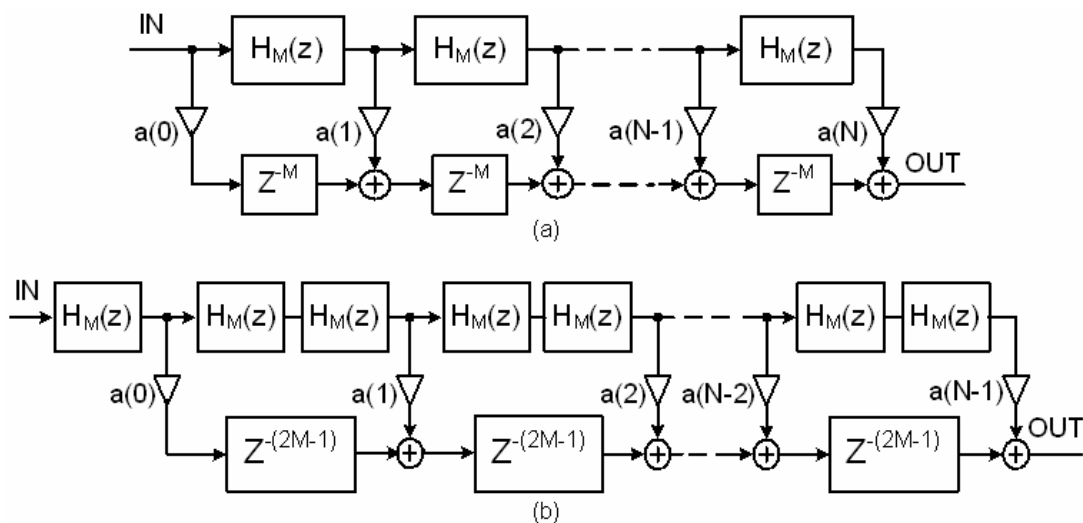 IN
H_M(z) H_M(z) H_M(z)
a(0) a(1) a(2) a(N-1) a(N)
Z^-M + Z^-M + + Z^-M + OUT
(a)
IN
H_M(z) H_M(z) H_M(z) H_M(z) H_M(z) H_M(z) H_M(z)
a(0) a(1) a(2) a(N-2) a(N-1)
Z^-(2M-1) + Z^-(2M-1) + + Z^-(2M-1) + OUT
(b)